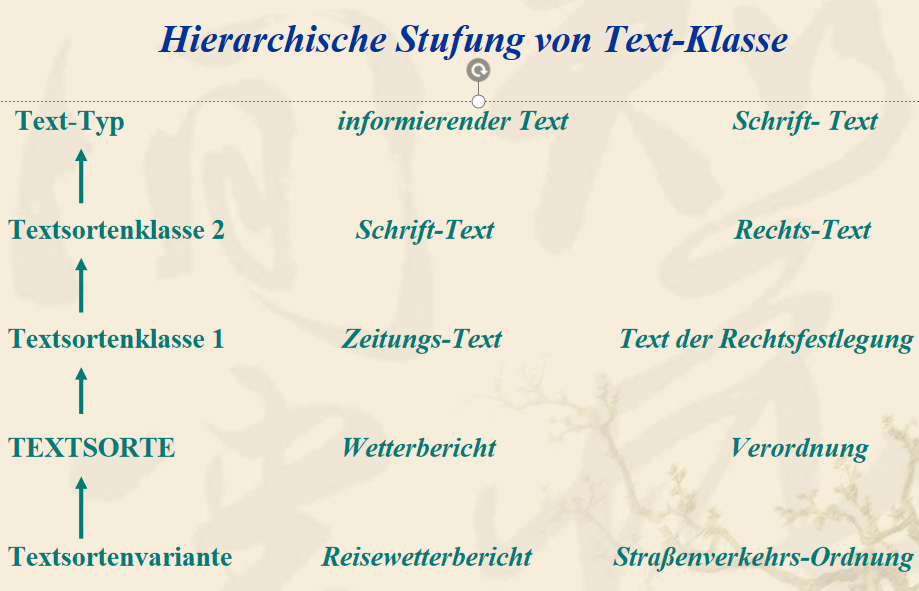 Hierarchische Stufung von Text-Klasse
Text-Typ informierender Text Schrift- Text
Textsortenklasse 2 Schrift-Text Rechts-Text
Textsortenklasse 1 Zeitungs-Text Text der Rechtsfestlegung
TEXTSORTE Wetterbericht Verordnung
Textsortenvariante Reisewetterbericht Straßenverkehrs-Ordnung